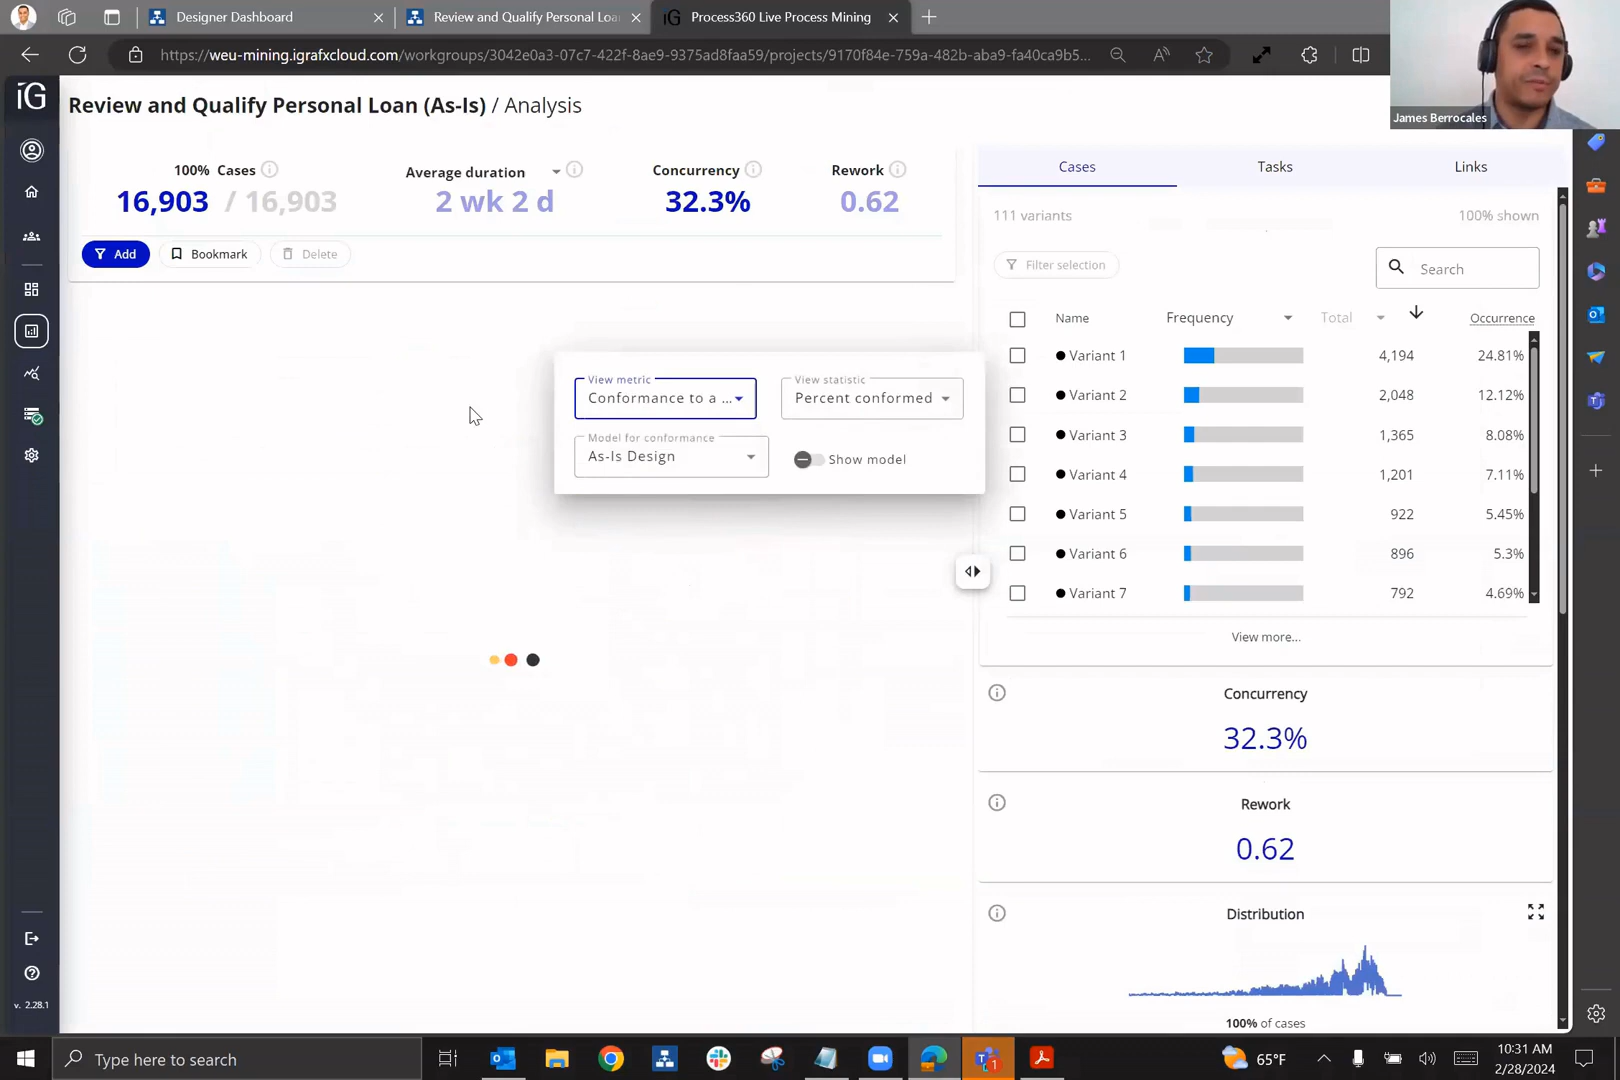 Designer Dashboard
Review and Qualify Personal Loa
Process360 Live Process Mining
https://weu-mining.igrafxcloud.com/workgroups/3042e0a3-07c7-422f-8ae9-9375ad8faa59/projects/9170f84e-759a-482b-aba9-fa40ca9b5...
James Berrocales
iG
Review and Qualify Personal Loan (As-Is) / Analysis
100% Cases
16,903 / 16,903
Average duration
2 wk 2 d
Concurrency
32.3%
Rework
0.62
Add
Bookmark
Delete
View metric
Conformance to a ...
View statistic
Percent conformed
Model for conformance
As-Is Design
Show model
Cases
Tasks
Links
111 variants
100% shown
Filter selection
Search
Name
Frequency
Total
Occurrence
Variant 1 4,194 24.81%
Variant 2 2,048 12.12%
Variant 3 1,365 8.08%
Variant 4 1,201 7.11%
Variant 5 922 5.45%
Variant 6 896 5.3%
Variant 7 792 4.69%
View more...
Concurrency
32.3%
Rework
0.62
Distribution
100% of cases
v. 2.28.1
Type here to search
65°F
10:31 AM
2/28/2024